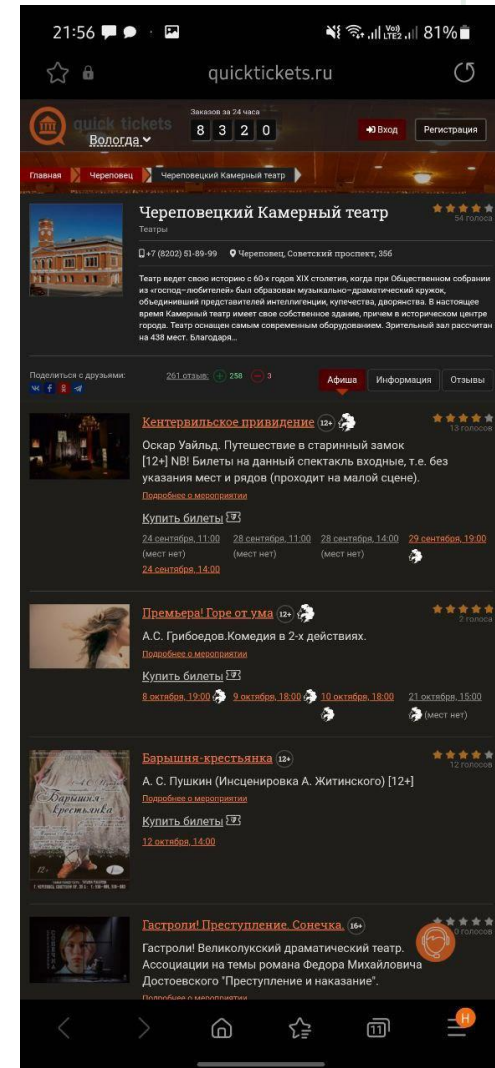 21:56
81%
quicktickets.ru
quick tickets
Вологда
Заказов за 24 часа
8 3 2 0
Вход
Регистрация
Главная
Череповец
Череповецкий Камерный театр
Череповецкий Камерный театр
54 голоса
Театры
+7 (8202) 51-89-99
Череповец, Советский проспект, 35б
Театр ведет свою историю с 60-х годов XIX столетия, когда при Общественном собрании
из «господ–любителей» был образован музыкально–драматический кружок,
объединивший представителей интеллигенции, купечества, дворянства. В настоящее
время Камерный театр имеет свое собственное здание, причем в историческом центре
города. Театр оснащен самым современным оборудованием. Зрительный зал рассчитан
на 438 мест. Благодаря...
Поделиться с друзьями:
261 отзыв:
258
3
Афиша
Информация
Отзывы
Кентервильское привидение 12+
13 голосов
Оскар Уайльд. Путешествие в старинный замок
[12+] NB! Билеты на данный спектакль входные, т.е. без
указания мест и рядов (проходит на малой сцене).
Подробнее о мероприятии
Купить билеты
24 сентября, 11:00 28 сентября, 11:00 28 сентября, 14:00 29 сентября, 19:00
(мест нет) (мест нет) (мест нет)
24 сентября, 14:00
Премьера! Горе от ума 12+
2 голоса
А.С. Грибоедов.Комедия в 2-х действиях.
Подробнее о мероприятии
Купить билеты
8 октября, 19:00 9 октября, 18:00 10 октября, 18:00 21 октября, 15:00
(мест нет)
Барышня-крестьянка 12+
12 голосов
А. С. Пушкин (Инсценировка А. Житинского) [12+]
Подробнее о мероприятии
Купить билеты
12 октября, 14:00
Барышня-
крестьянка
12+
Гастроли! Преступление. Сонечка. 16+
0 голосов
Гастроли! Великолукский драматический театр.
Ассоциации на темы романа Федора Михайловича
Достоевского "Преступление и наказание".
Подробнее о мероприятии
11
Н